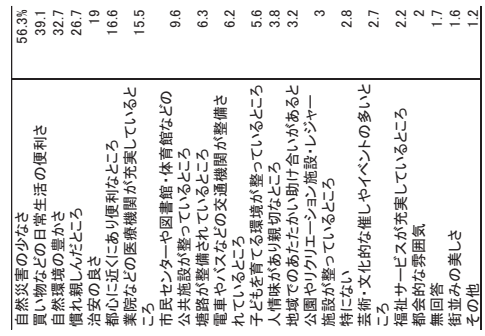 自然災害の少なさ 56.3%
買い物などの日常生活の便利さ 39.1
自然環境の豊かさ 32.7
慣れ親しんだところ 26.7
治安の良さ 19
都心に近くにあり便利なところ 16.6
業院などの医療機関が充実していると
ころ 15.5
市民センターや図書館・体育館などの
公共施設が整っているところ 9.6
塘路が整備されているところ 6.3
電車やバスなどの交通機関が整備さ
れているところ 6.2
子どもを育てる環境が整っているところ 5.6
人情味があり親切なところ 3.8
地域でのあたたかい助け合いがあると 3.2
公園やリクリエーション施設・レジャー
施設が整っているところ 3
特にない 2.8
芸術・文化的な催しやイベントの多いと
ころ 2.7
福祉サービスが充実しているところ 2.2
都会的な雰囲気 2
無回答 1.7
街並みの美しさ 1.6
その他 1.2